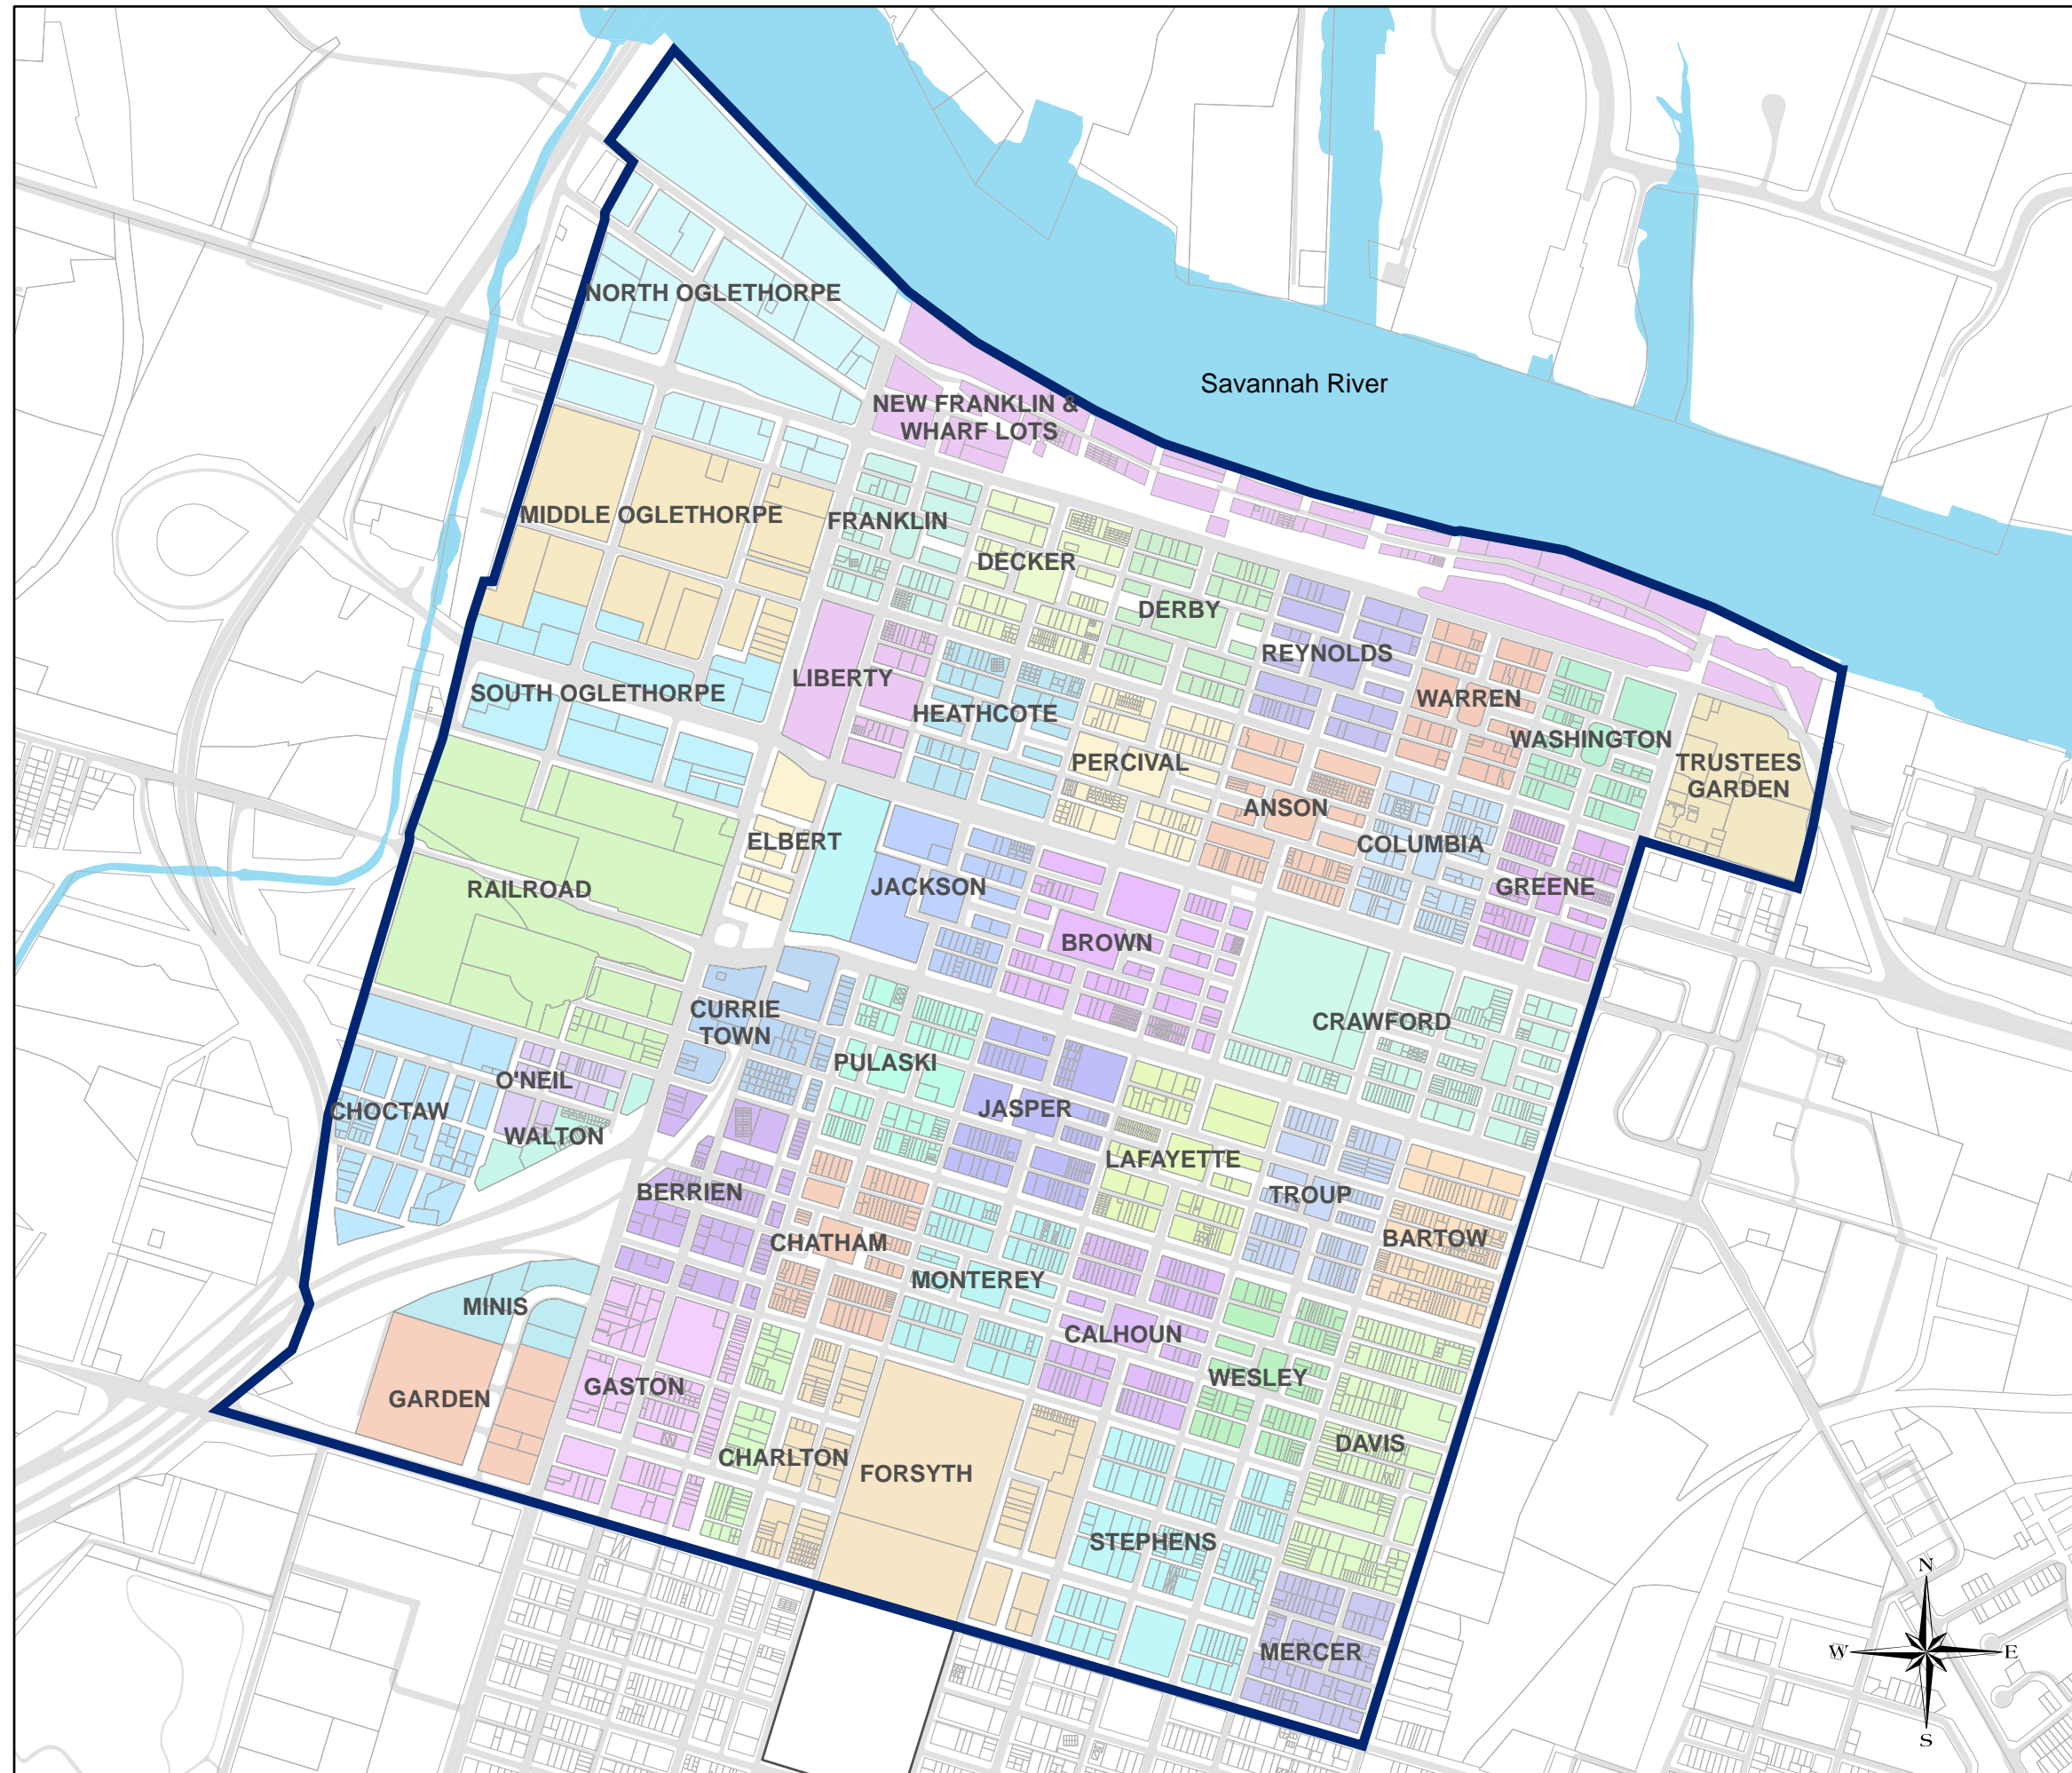 NORTH OGLETHORPE
Savannah River
NEW FRANKLIN &
WHARF LOTS
MIDDLE OGLETHORPE
FRANKLIN
DECKER
DERBY
REYNOLDS
LIBERTY
SOUTH OGLETHORPE
WARREN
HEATHCOTE
WASHINGTON
PERCIVAL
TRUSTEES
GARDEN
ANSON
ELBERT
COLUMBIA
JACKSON
GREENE
RAILROAD
BROWN
CURRIE
TOWN
CRAWFORD
PULASKI
O'NEIL
JASPER
CHOCTAW
WALTON
LAFAYETTE
BERRIEN
TROUP
BARTOW
CHATHAM
MONTEREY
MINIS
CALHOUN
WESLEY
GASTON
GARDEN
DAVIS
CHARLTON
FORSYTH
STEPHENS
N
W
E
MERCER
S